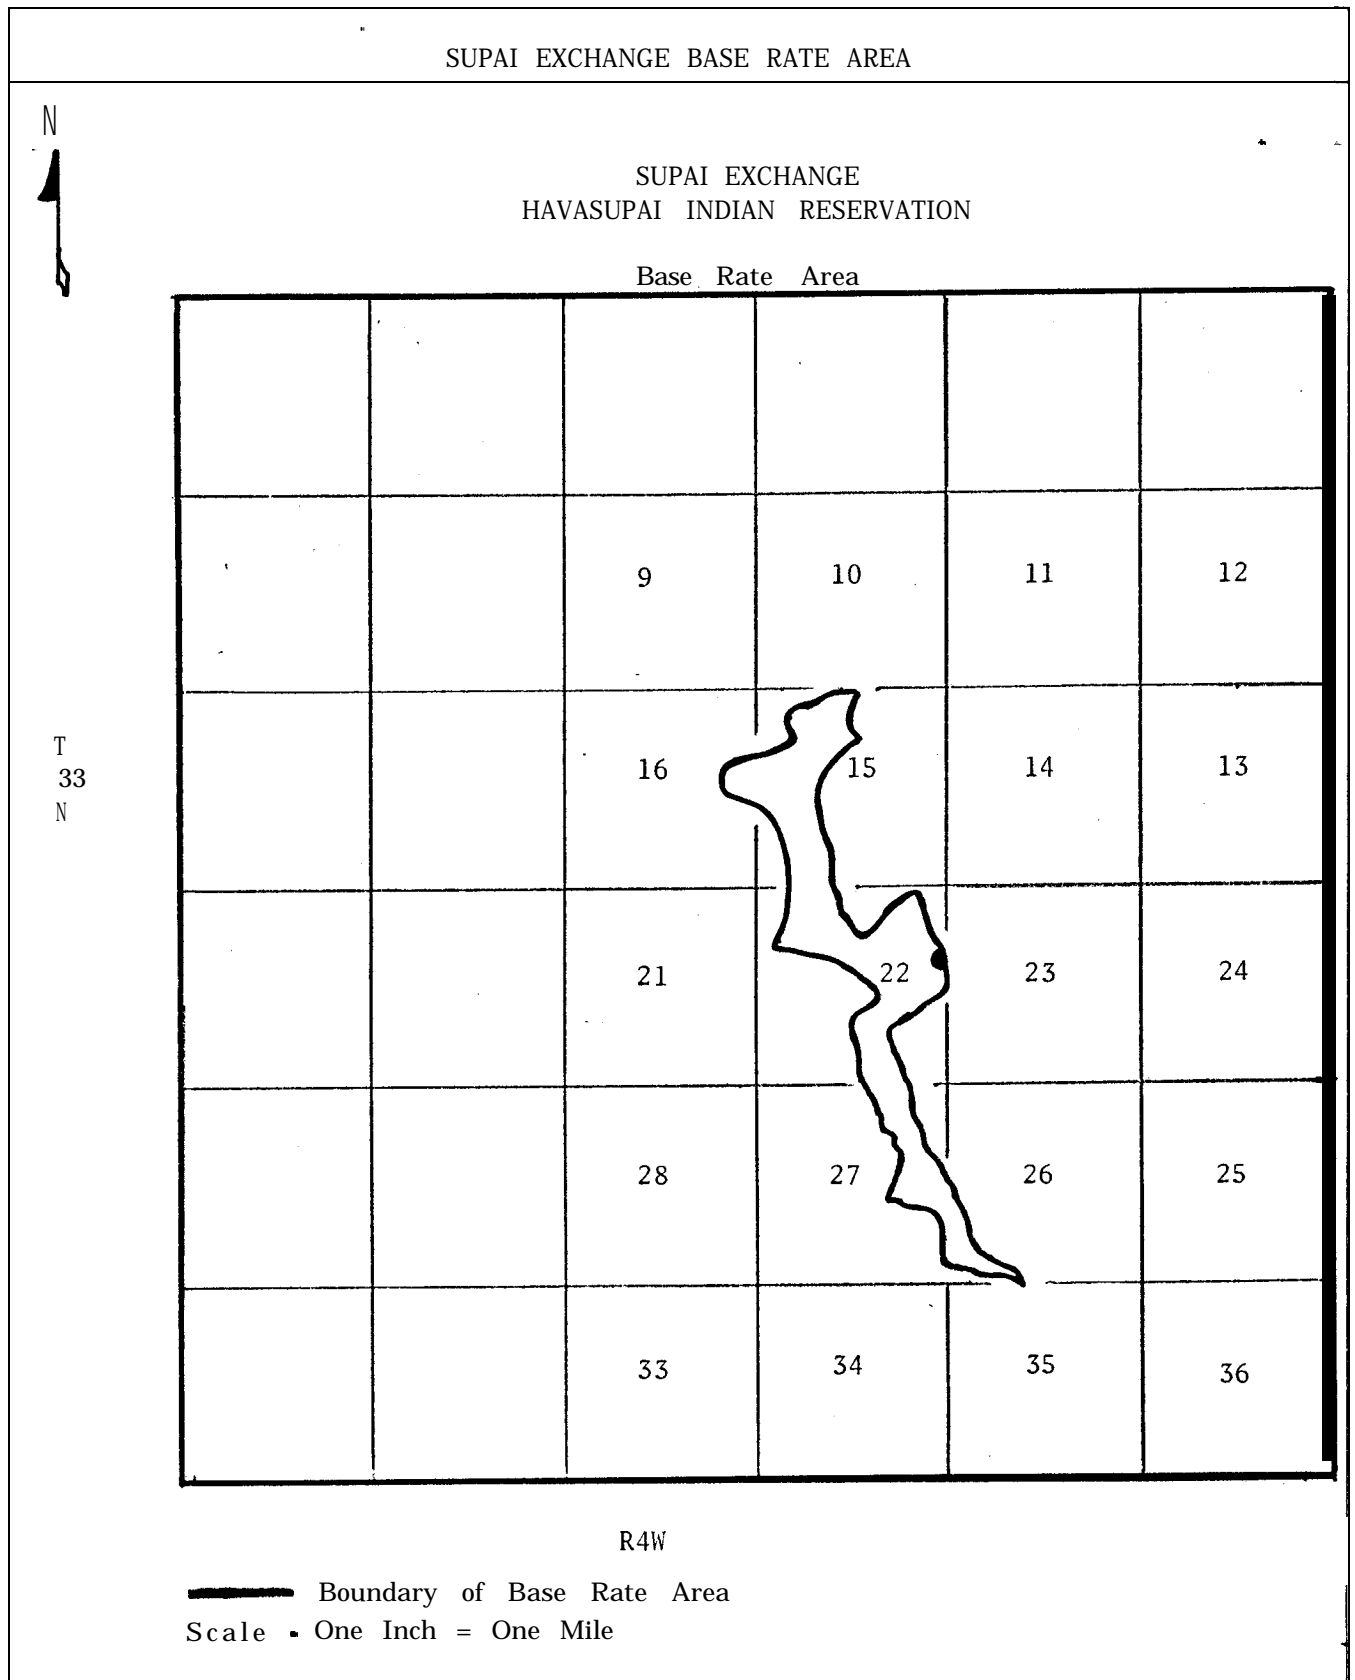 SUPAI EXCHANGE BASE RATE AREA
N
SUPAI EXCHANGE
HAVASUPAI INDIAN RESERVATION
Base Rate Area
9 10 11 12
T
33
N
16 15 14 13
21 22 23 24
28 27 26 25
33 34 35 36
R4W
Boundary of Base Rate Area
Scale - One Inch = One Mile